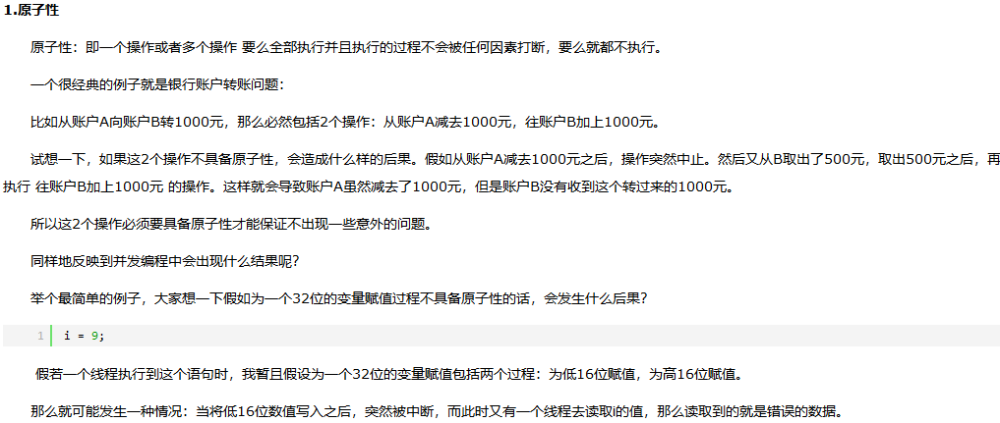 1.原子性
原子性：即一个操作或者多个操作 要么全部执行并且执行的过程不会被任何因素打断，要么就都不执行。
一个很经典的例子就是银行账户转账问题：
比如从账户A向账户B转1000元，那么必然包括2个操作：从账户A减去1000元，往账户B加上1000元。
试想一下，如果这2个操作不具备原子性，会造成什么样的后果。假如从账户A减去1000元之后，操作突然中止。然后又从B取出了500元，取出500元之后，再
执行 往账户B加上1000元 的操作。这样就会导致账户A虽然减去了1000元，但是账户B没有收到这个转过来的1000元。
所以这2个操作必须要具备原子性才能保证不出现一些意外的问题。
同样地反映到并发编程中会出现什么结果呢？
举个最简单的例子，大家想一下假如为一个32位的变量赋值过程不具备原子性的话，会发生什么后果？
1 i = 9;
假若一个线程执行到这个语句时，我暂且假设为一个32位的变量赋值包括两个过程：为低16位赋值，为高16位赋值。
那么就可能发生一种情况：当将低16位数值写入之后，突然被中断，而此时又有一个线程去读取i的值，那么读取到的就是错误的数据。